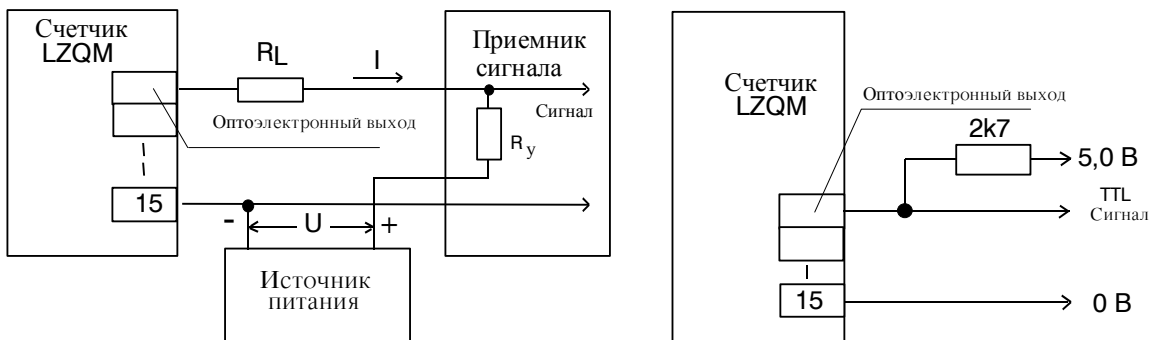 Счетчик
LZQM
RL
I
Приемник
сигнала
Сигнал
Оптоэлектронный выход
Ry
15
- U +
Источник
питания
Счетчик
LZQM
Оптоэлектронный выход
2k7
5,0 В
TTL
Сигнал
15
0 В